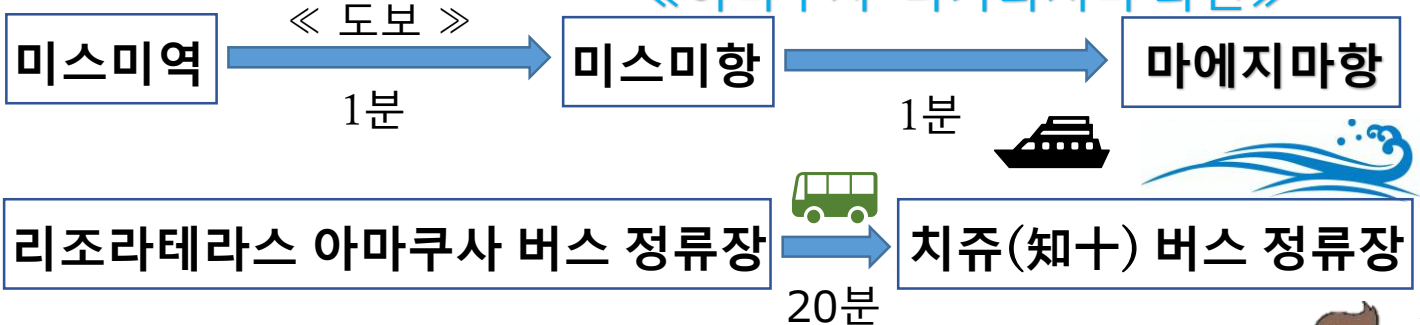 ≪ 도보 ≫
미스미역
미스미항
마에지마항
1분
1분
리조라테라스 아마쿠사 버스 정류장
치쥬(知十) 버스 정류장
20분